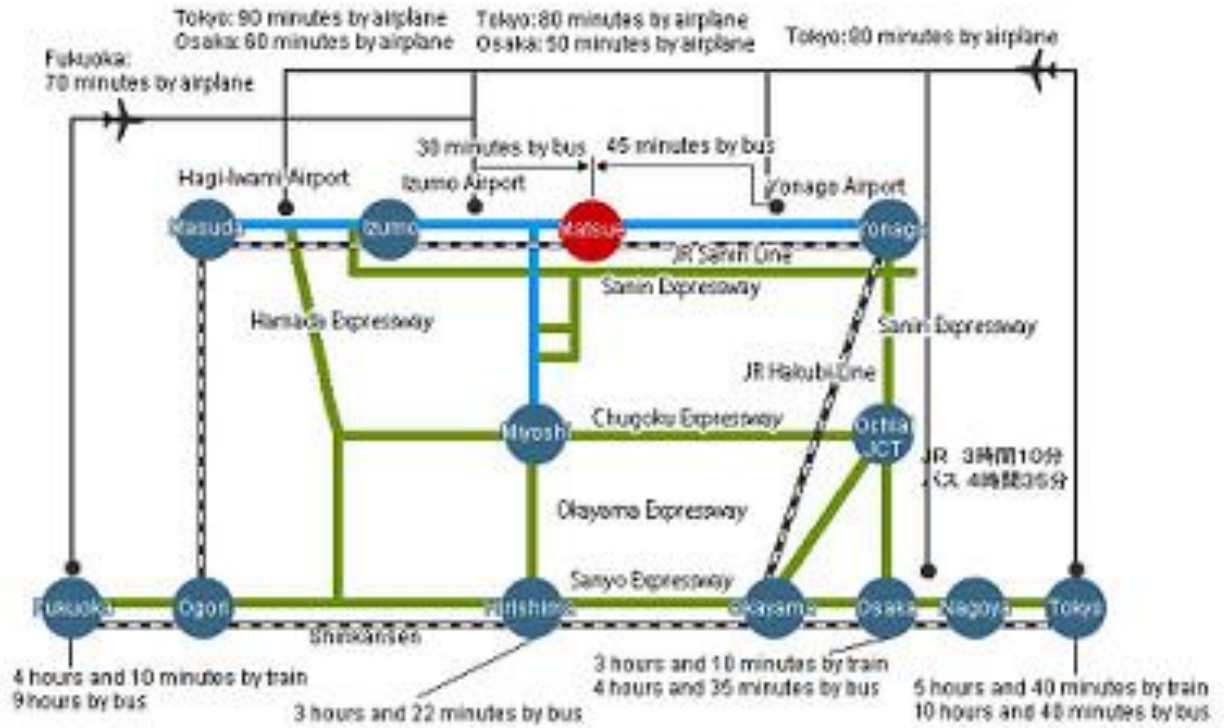 Tokyo: 90 minutes by airplane
Osaka: 60 minutes by airplane
Tokyo: 80 minutes by airplane
Osaka: 50 minutes by airplane
Tokyo: 80 minutes by airplane
Fukuoka:
70 minutes by airplane
30 minutes by bus
45 minutes by bus
Hagi-Iwami Airport
Izumo Airport
Yonago Airport
Masuda
Izumo
Matsue
Yonago
JR Sanin Line
Sanin Expressway
Hamada Expressway
Sanin Expressway
JR Hakubi Line
Chugoku Expressway
Miyoshi
Ochiai
JCT
JR 3時間10分
バス 4時間35分
Okayama Expressway
Sanyo Expressway
Fukuoka
Ogori
Okayama
Osaka
Nagoya
Tokyo
Shinkansen
4 hours and 10 minutes by train
9 hours by bus
3 hours and 22 minutes by bus
3 hours and 10 minutes by train
4 hours and 35 minutes by bus
5 hours and 40 minutes by train
10 hours and 40 minutes by bus